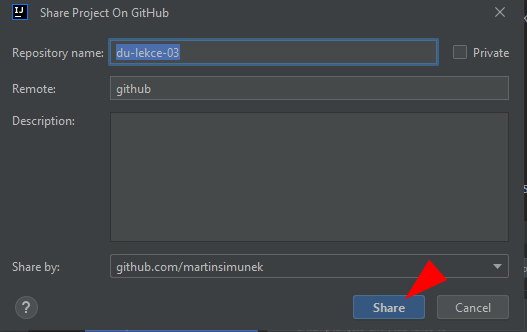 IJ Share Project On GitHub
Repository name: du-lekce-03 Private
Remote: github
Description:
Share by: github.com/martinsimunek
? Share Cancel